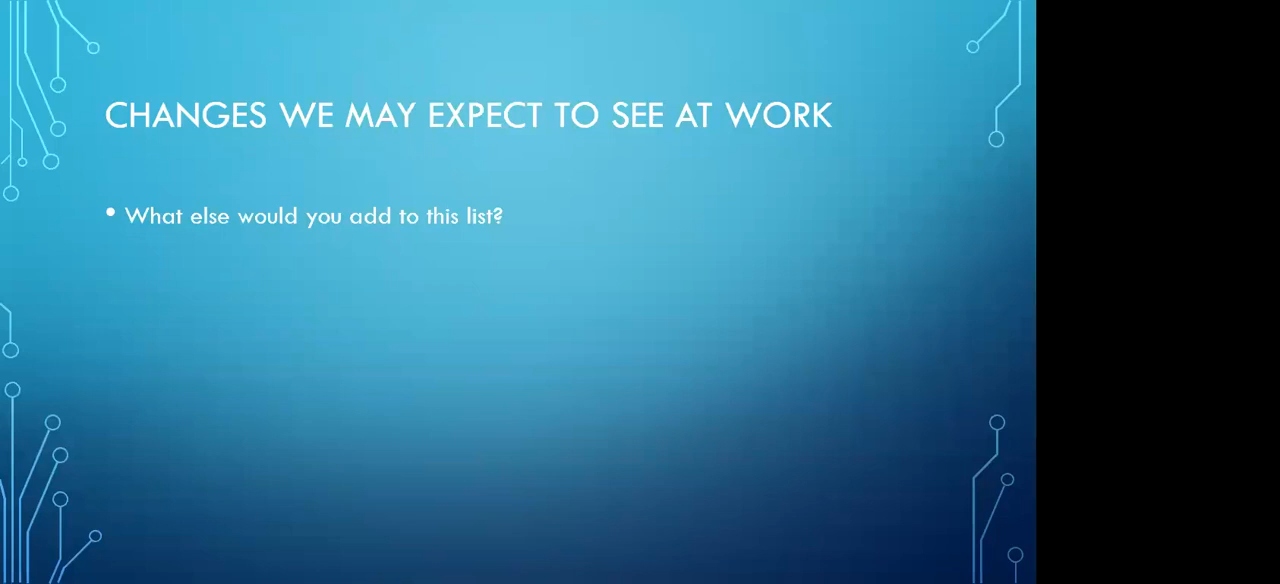 CHANGES WE MAY EXPECT TO SEE AT WORK
• What else would you add to this list?